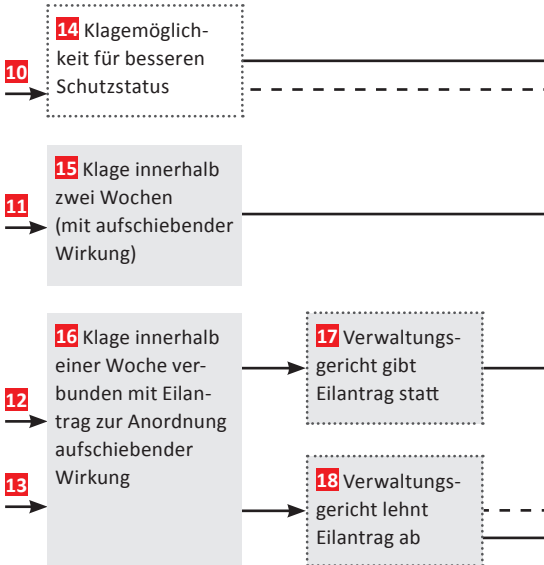 14 Klagemöglich-
keit für besseren
Schutzstatus
10
15 Klage innerhalb
zwei Wochen
(mit aufschiebender
Wirkung)
11
16 Klage innerhalb
einer Woche ver-
bunden mit Eilan-
trag zur Anordnung
aufschiebender
Wirkung
12
13
17 Verwaltungs-
gericht gibt
Eilantrag statt
18 Verwaltungs-
gericht lehnt
Eilantrag ab